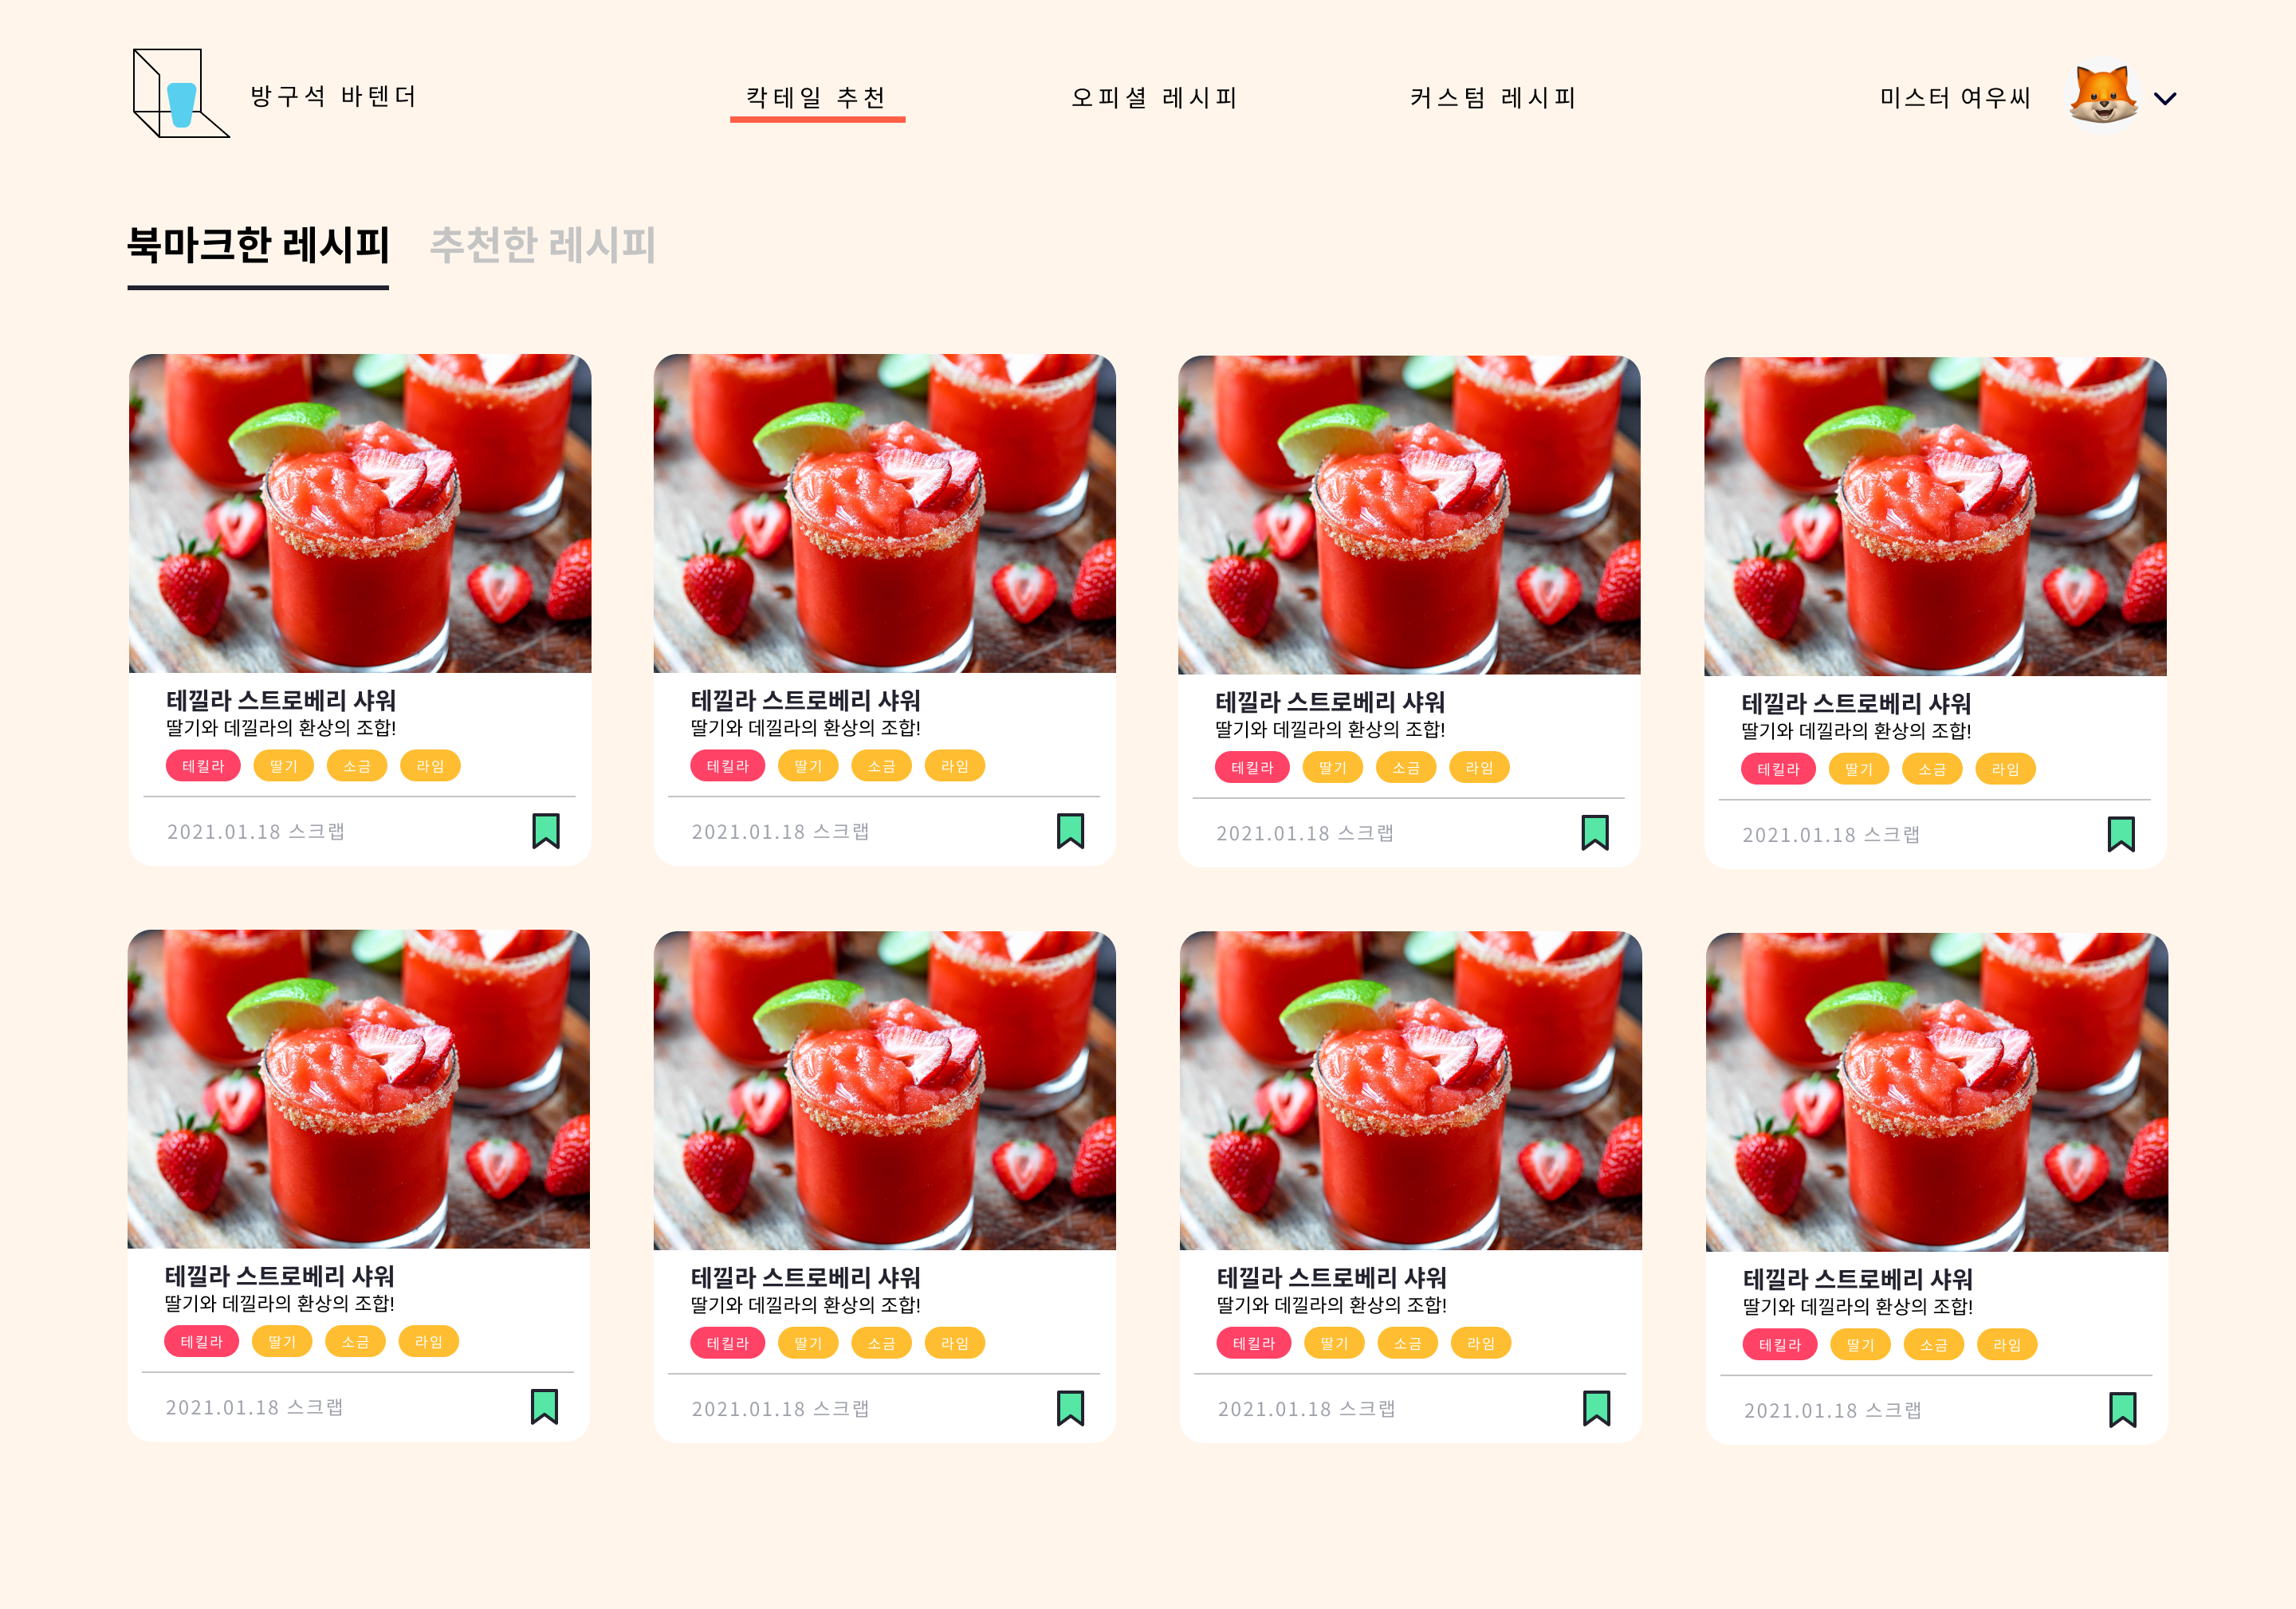 방구석 바텐더
칵테일 추천
오피셜 레시피
커스텀 레시피
미스터 여우씨
북마크한 레시피
추천한 레시피
테낄라 스트로베리 샤워
딸기와 데낄라의 환상의 조합!
테킬라 딸기 소금 라임
2021.01.18 스크랩
테낄라 스트로베리 샤워
딸기와 데낄라의 환상의 조합!
테킬라 딸기 소금 라임
2021.01.18 스크랩
테낄라 스트로베리 샤워
딸기와 데낄라의 환상의 조합!
테킬라 딸기 소금 라임
2021.01.18 스크랩
테낄라 스트로베리 샤워
딸기와 데낄라의 환상의 조합!
테킬라 딸기 소금 라임
2021.01.18 스크랩
테낄라 스트로베리 샤워
딸기와 데낄라의 환상의 조합!
테킬라 딸기 소금 라임
2021.01.18 스크랩
테낄라 스트로베리 샤워
딸기와 데낄라의 환상의 조합!
테킬라 딸기 소금 라임
2021.01.18 스크랩
테낄라 스트로베리 샤워
딸기와 데낄라의 환상의 조합!
테킬라 딸기 소금 라임
2021.01.18 스크랩
테낄라 스트로베리 샤워
딸기와 데낄라의 환상의 조합!
테킬라 딸기 소금 라임
2021.01.18 스크랩